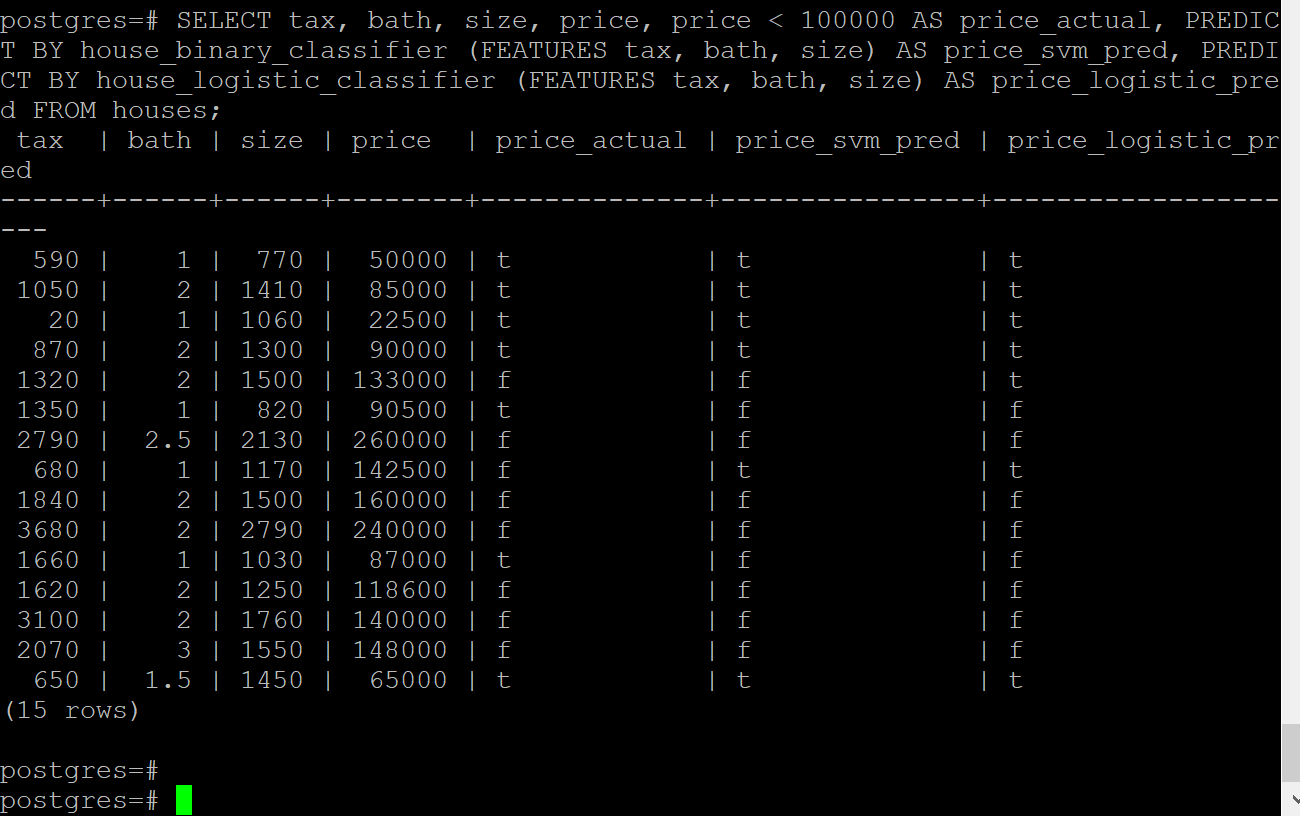 postgres=# SELECT tax, bath, size, price, price < 100000 AS price_actual, PREDIC
T BY house_binary_classifier (FEATURES tax, bath, size) AS price_svm_pred, PREDI
CT BY house_logistic_classifier (FEATURES tax, bath, size) AS price_logistic_pre
d FROM houses;
 tax  | bath | size | price  | price_actual | price_svm_pred | price_logistic_pr
ed
------+------+------+--------+--------------+----------------+------------------
---
  590 |    1 |  770 |  50000 | t            | t              | t
 1050 |    2 | 1410 |  85000 | t            | t              | t
   20 |    1 | 1060 |  22500 | t            | t              | t
  870 |    2 | 1300 |  90000 | t            | t              | t
 1320 |    2 | 1500 | 133000 | f            | f              | t
 1350 |    1 |  820 |  90500 | t            | f              | f
 2790 |  2.5 | 2130 | 260000 | f            | f              | f
  680 |    1 | 1170 | 142500 | f            | t              | t
 1840 |    2 | 1500 | 160000 | f            | f              | f
 3680 |    2 | 2790 | 240000 | f            | f              | f
 1660 |    1 | 1030 |  87000 | t            | f              | f
 1620 |    2 | 1250 | 118600 | f            | f              | f
 3100 |    2 | 1760 | 140000 | f            | f              | f
 2070 |    3 | 1550 | 148000 | f            | f              | f
  650 |  1.5 | 1450 |  65000 | t            | t              | t
(15 rows)

postgres=#
postgres=#